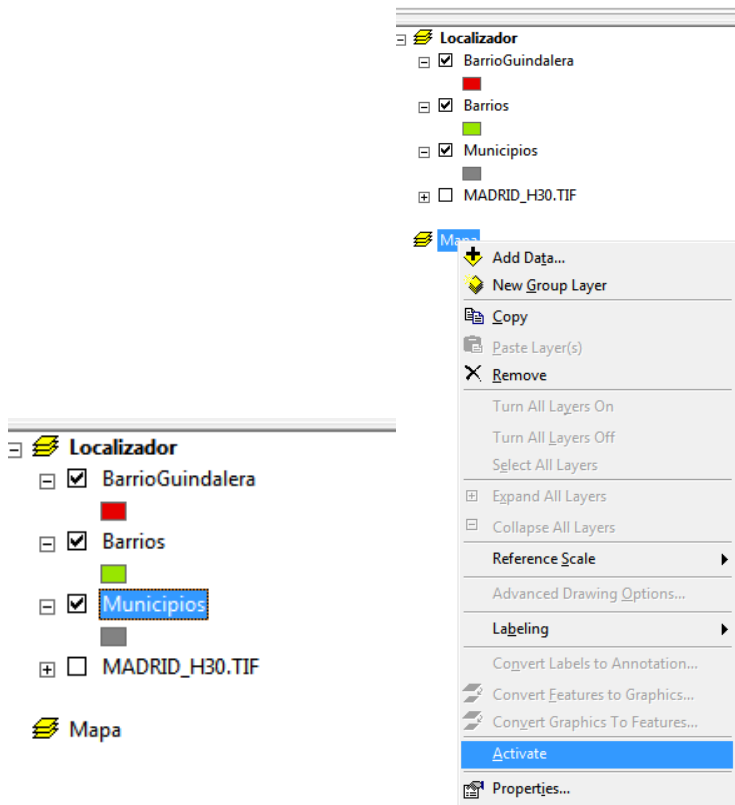 Localizador
BarrioGuindalera
Barrios
Municipios
MADRID_H30.TIF
Mapa
Add Data...
New Group Layer
Copy
Paste Layer(s)
Remove
Turn All Layers On
Turn All Layers Off
Select All Layers
Expand All Layers
Collapse All Layers
Reference Scale
Advanced Drawing Options...
Labeling
Convert Labels to Annotation...
Convert Features to Graphics...
Convert Graphics To Features...
Activate
Properties...
Localizador
BarrioGuindalera
Barrios
Municipios
MADRID_H30.TIF
Mapa